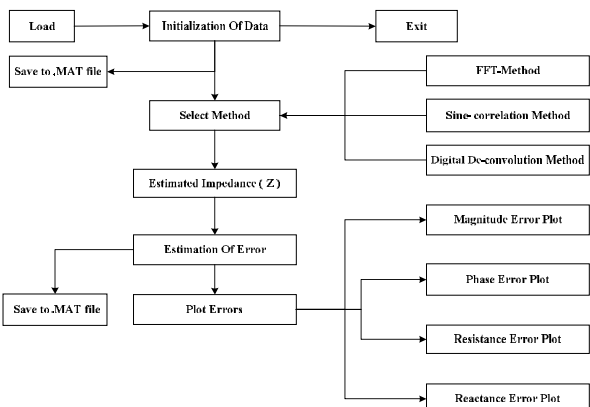 Load
Initialization Of Data
Exit
Save to .MAT file
FFT-Method
Select Method
Sine-correlation Method
Digital De-convolution Method
Estimated Impedance ( Z )
Magnitude Error Plot
Estimation Of Error
Phase Error Plot
Save to .MAT file
Plot Errors
Resistance Error Plot
Reactance Error Plot